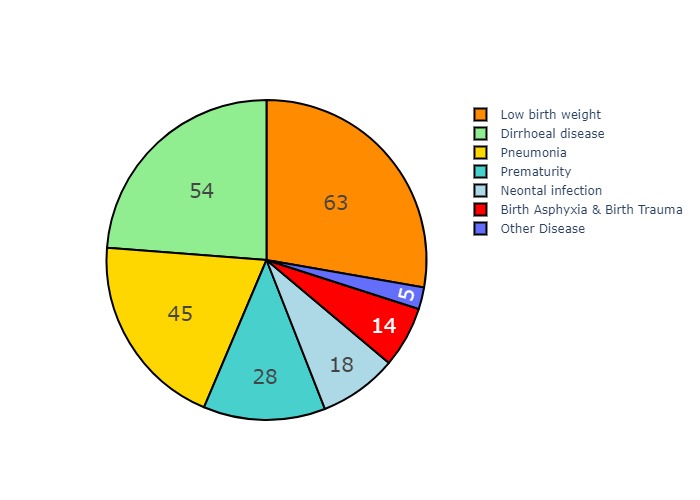 63
54
45
28
18
14
5
Low birth weight
Dirrhoeal disease
Pneumonia
Prematurity
Neontal infection
Birth Asphyxia & Birth Trauma
Other Disease